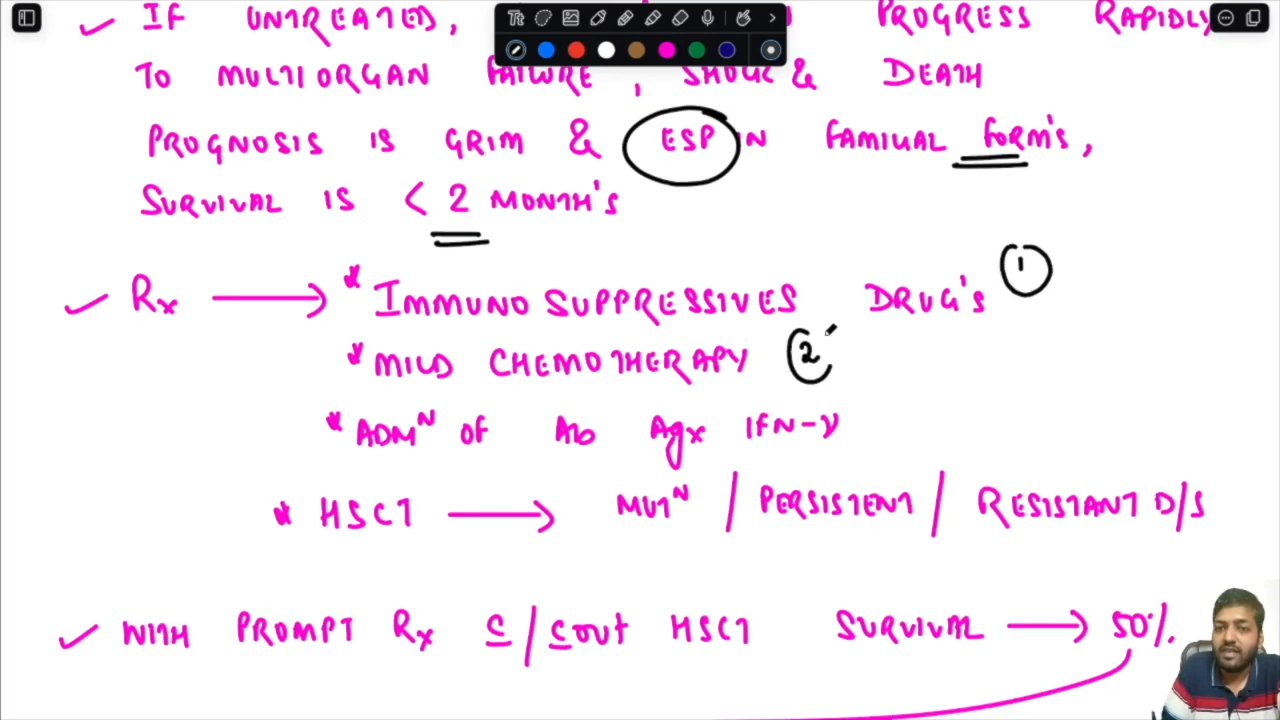 ✓ IF UNTREATED, PROGRESS RAPIDLY
TO MULTIORGAN FAILURE, SHOCK & DEATH
PROGNOSIS IS GRIM & ESP IN FAMILIAL FORM'S,
SURVIVAL IS < 2 MONTH'S
✓ Rx → * IMMUNOSUPPRESSIVES DRUG'S 1
* MILD CHEMOTHERAPY 2
* ADMᴺ OF Ab Agx IFN-γ
* HSCT → MUTᴺ / PERSISTENT / RESISTANT D/S
✓ WITH PROMPT Rx c̲/c̲out HSCT SURVIVAL → 50%.